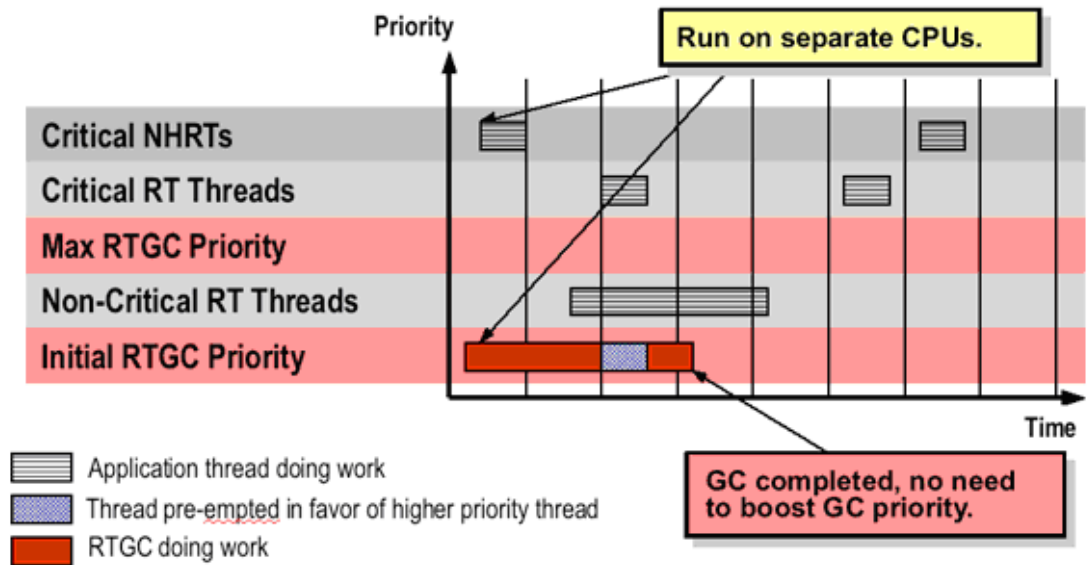 Priority
Run on separate CPUs.
Critical NHRTs
Critical RT Threads
Max RTGC Priority
Non-Critical RT Threads
Initial RTGC Priority
Time
Application thread doing work
Thread pre-empted in favor of higher priority thread
RTGC doing work
GC completed, no need
to boost GC priority.